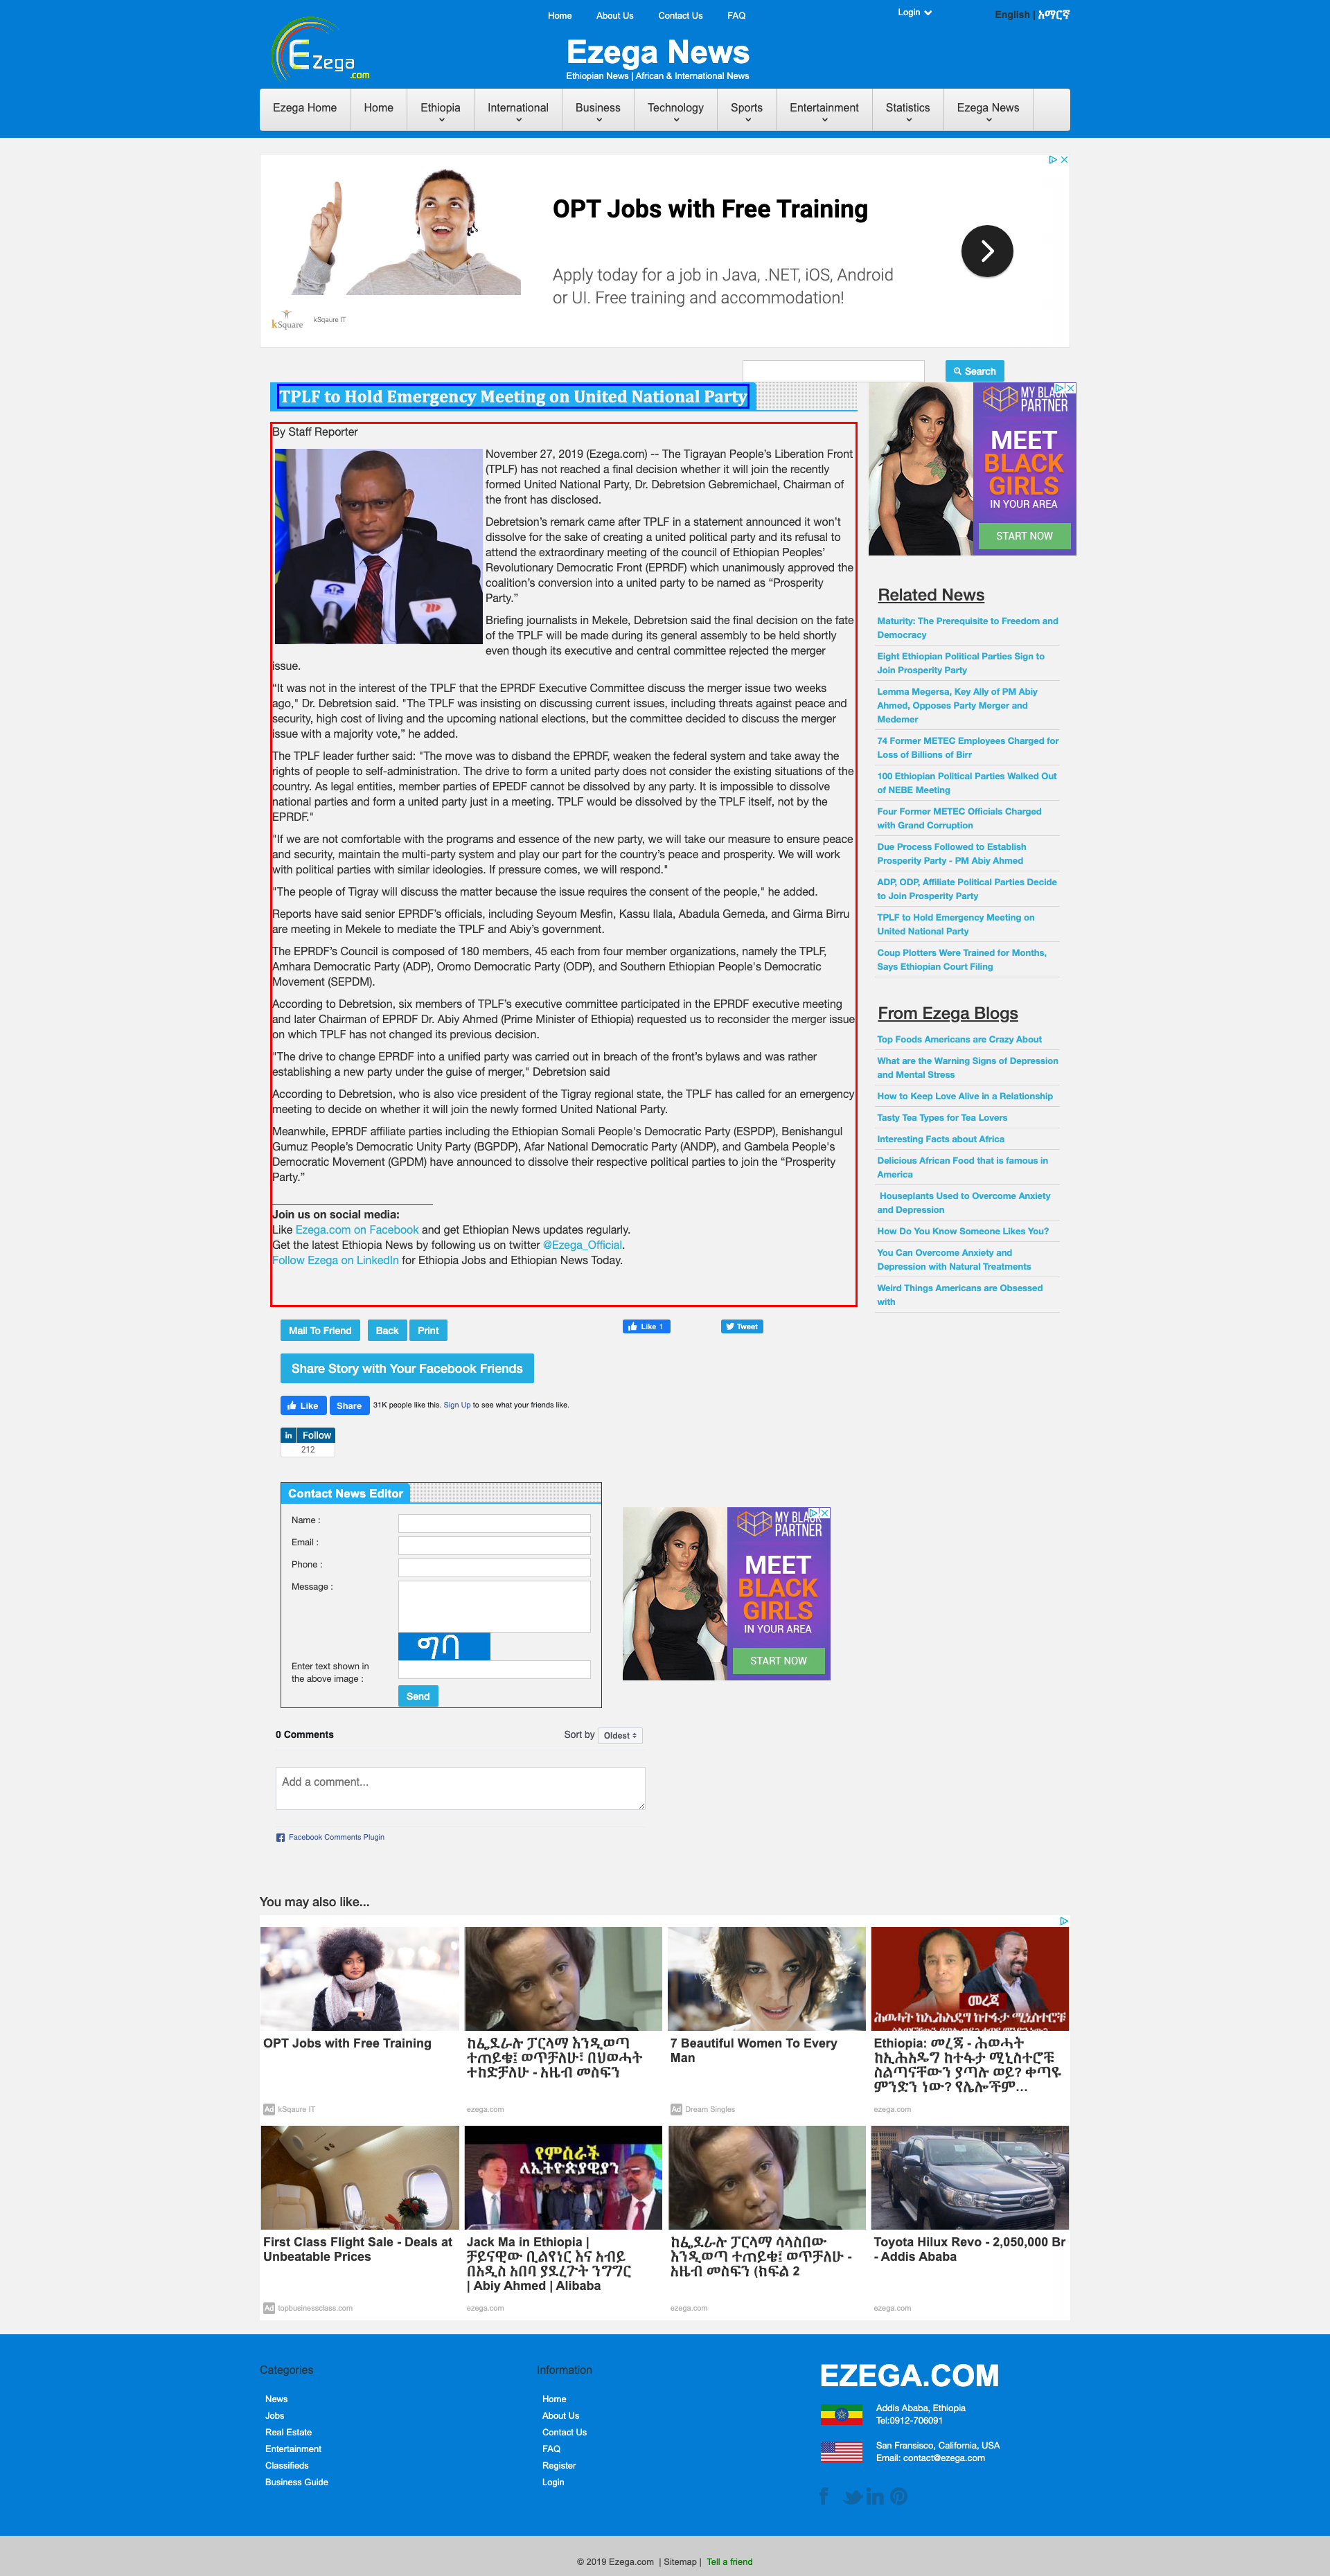 Home About Us Contact Us FAQ
Login
English | አማርኛ
Ezega.com
Ezega News
Ethiopian News | African & International News
Ezega Home Home Ethiopia International Business Technology Sports Entertainment Statistics Ezega News
OPT Jobs with Free Training
Apply today for a job in Java, .NET, iOS, Android
or UI. Free training and accommodation!
kSquare
kSqaure IT
Search
TPLF to Hold Emergency Meeting on United National Party
By Staff Reporter
November 27, 2019 (Ezega.com) -- The Tigrayan People’s Liberation Front
(TPLF) has not reached a final decision whether it will join the recently
formed United National Party, Dr. Debretsion Gebremichael, Chairman of
the front has disclosed.
Debretsion’s remark came after TPLF in a statement announced it won’t
dissolve for the sake of creating a united political party and its refusal to
attend the extraordinary meeting of the council of Ethiopian Peoples’
Revolutionary Democratic Front (EPRDF) which unanimously approved the
coalition’s conversion into a united party to be named as “Prosperity
Party.”
Briefing journalists in Mekele, Debretsion said the final decision on the fate
of the TPLF will be made during its general assembly to be held shortly
even though its executive and central committee rejected the merger
issue.
“It was not in the interest of the TPLF that the EPRDF Executive Committee discuss the merger issue two weeks
ago," Dr. Debretsion said. "The TPLF was insisting on discussing current issues, including threats against peace and
security, high cost of living and the upcoming national elections, but the committee decided to discuss the merger
issue with a majority vote,” he added.
The TPLF leader further said: "The move was to disband the EPRDF, weaken the federal system and take away the
rights of people to self-administration. The drive to form a united party does not consider the existing situations of the
country. As legal entities, member parties of EPEDF cannot be dissolved by any party. It is impossible to dissolve
national parties and form a united party just in a meeting. TPLF would be dissolved by the TPLF itself, not by the
EPRDF."
"If we are not comfortable with the programs and essence of the new party, we will take our measure to ensure peace
and security, maintain the multi-party system and play our part for the country’s peace and prosperity. We will work
with political parties with similar ideologies. If pressure comes, we will respond."
"The people of Tigray will discuss the matter because the issue requires the consent of the people," he added.
Reports have said senior EPRDF’s officials, including Seyoum Mesfin, Kassu Ilala, Abadula Gemeda, and Girma Birru
are meeting in Mekele to mediate the TPLF and Abiy’s government.
The EPRDF’s Council is composed of 180 members, 45 each from four member organizations, namely the TPLF,
Amhara Democratic Party (ADP), Oromo Democratic Party (ODP), and Southern Ethiopian People's Democratic
Movement (SEPDM).
According to Debretsion, six members of TPLF’s executive committee participated in the EPRDF executive meeting
and later Chairman of EPRDF Dr. Abiy Ahmed (Prime Minister of Ethiopia) requested us to reconsider the merger issue
on which TPLF has not changed its previous decision.
"The drive to change EPRDF into a unified party was carried out in breach of the front’s bylaws and was rather
establishing a new party under the guise of merger," Debretsion said
According to Debretsion, who is also vice president of the Tigray regional state, the TPLF has called for an emergency
meeting to decide on whether it will join the newly formed United National Party.
Meanwhile, EPRDF affiliate parties including the Ethiopian Somali People's Democratic Party (ESPDP), Benishangul
Gumuz People’s Democratic Unity Party (BGPDP), Afar National Democratic Party (ANDP), and Gambela People's
Democratic Movement (GPDM) have announced to dissolve their respective political parties to join the “Prosperity
Party.”
Join us on social media:
Like Ezega.com on Facebook and get Ethiopian News updates regularly.
Get the latest Ethiopia News by following us on twitter @Ezega_Official.
Follow Ezega on LinkedIn for Ethiopia Jobs and Ethiopian News Today.
MY BLACK
PARTNER
MEET
BLACK
GIRLS
IN YOUR AREA
START NOW
Related News
Maturity: The Prerequisite to Freedom and
Democracy
Eight Ethiopian Political Parties Sign to
Join Prosperity Party
Lemma Megersa, Key Ally of PM Abiy
Ahmed, Opposes Party Merger and
Medemer
74 Former METEC Employees Charged for
Loss of Billions of Birr
100 Ethiopian Political Parties Walked Out
of NEBE Meeting
Four Former METEC Officials Charged
with Grand Corruption
Due Process Followed to Establish
Prosperity Party - PM Abiy Ahmed
ADP, ODP, Affiliate Political Parties Decide
to Join Prosperity Party
TPLF to Hold Emergency Meeting on
United National Party
Coup Plotters Were Trained for Months,
Says Ethiopian Court Filing
From Ezega Blogs
Top Foods Americans are Crazy About
What are the Warning Signs of Depression
and Mental Stress
How to Keep Love Alive in a Relationship
Tasty Tea Types for Tea Lovers
Interesting Facts about Africa
Delicious African Food that is famous in
America
Houseplants Used to Overcome Anxiety
and Depression
How Do You Know Someone Likes You?
You Can Overcome Anxiety and
Depression with Natural Treatments
Weird Things Americans are Obsessed
with
Mail To Friend Back Print
Like 1 Tweet
Share Story with Your Facebook Friends
Like Share 31K people like this. Sign Up to see what your friends like.
in Follow
212
Contact News Editor
Name :
Email :
Phone :
Message :
ግባ
Enter text shown in
the above image :
Send
MY BLACK
PARTNER
MEET
BLACK
GIRLS
IN YOUR AREA
START NOW
0 Comments
Sort by Oldest
Add a comment...
Facebook Comments Plugin
You may also like...
OPT Jobs with Free Training
Ad kSqaure IT
ከፌደራሉ ፓርላማ እንዲወጣ
ተጠይቄ፤ ወጥቻለሁ፣ በህወሓት
ተከድቻለሁ - አዜብ መስፍን
ezega.com
7 Beautiful Women To Every
Man
Ad Dream Singles
መረጃ
Ethiopia: መረጃ - ሕወሓት
ከኢሕአዴግ ከተፋታ ሚኒስተሮቹ
ስልጣናቸውን ያጣሉ ወይ? ቀጣዩ
ምንድን ነው? የሌሎችም...
ezega.com
First Class Flight Sale - Deals at
Unbeatable Prices
Ad topbusinessclass.com
የምስራች
ለኢትዮጵያዊያን
Jack Ma in Ethiopia |
ቻይናዊው ቢልየነር እና አብይ
በአዲስ አበባ ያደረጉት ንግግር
| Abiy Ahmed | Alibaba
ezega.com
ከፌደራሉ ፓርላማ ሳላስበው
እንዲወጣ ተጠይቄ፤ ወጥቻለሁ -
አዜብ መስፍን (ክፍል 2
ezega.com
Toyota Hilux Revo - 2,050,000 Br
- Addis Ababa
ezega.com
Categories
News
Jobs
Real Estate
Entertainment
Classifieds
Business Guide
Information
Home
About Us
Contact Us
FAQ
Register
Login
EZEGA.COM
Addis Ababa, Ethiopia
Tel:0912-706091
San Fransisco, California, USA
Email: contact@ezega.com
© 2019 Ezega.com | Sitemap | Tell a friend